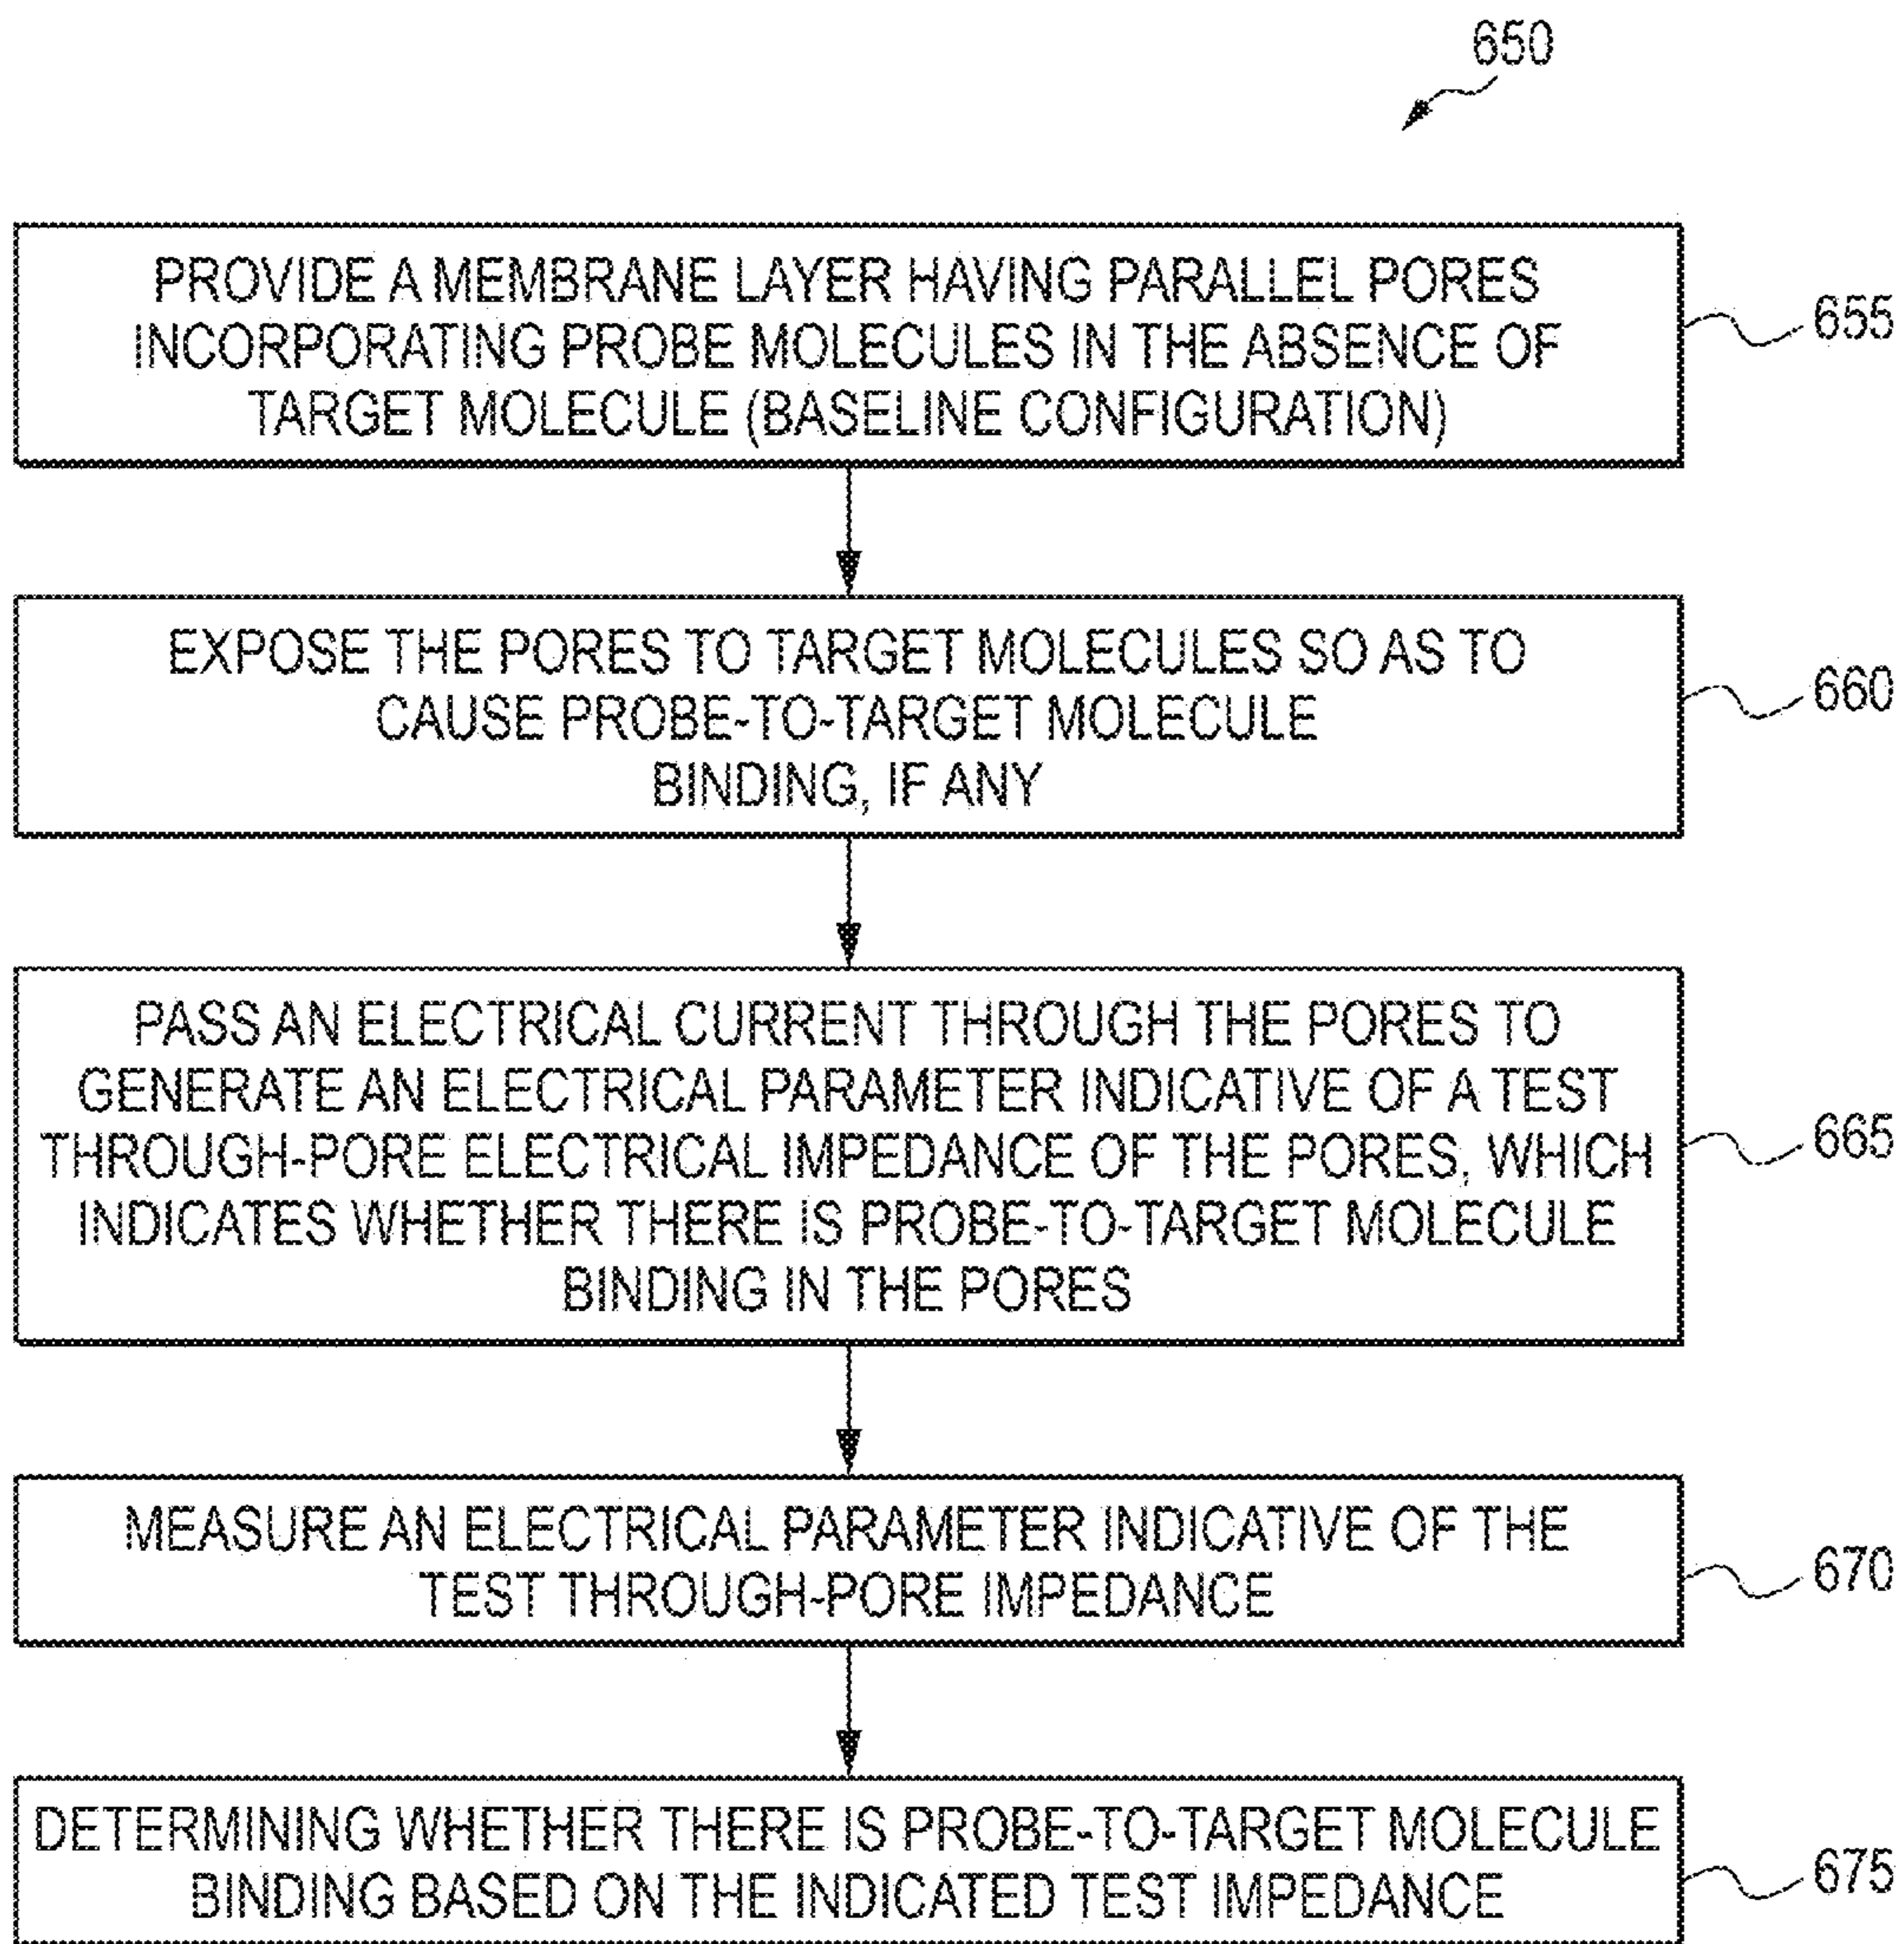 650
PROVIDE A MEMBRANE LAYER HAVING PARALLEL PORES
INCORPORATING PROBE MOLECULES IN THE ABSENCE OF
TARGET MOLECULE (BASELINE CONFIGURATION)
655
EXPOSE THE PORES TO TARGET MOLECULES SO AS TO
CAUSE PROBE-TO-TARGET MOLECULE
BINDING, IF ANY
660
PASS AN ELECTRICAL CURRENT THROUGH THE PORES TO
GENERATE AN ELECTRICAL PARAMETER INDICATIVE OF A TEST
THROUGH-PORE ELECTRICAL IMPEDANCE OF THE PORES, WHICH
INDICATES WHETHER THERE IS PROBE-TO-TARGET MOLECULE
BINDING IN THE PORES
665
MEASURE AN ELECTRICAL PARAMETER INDICATIVE OF THE
TEST THROUGH-PORE IMPEDANCE
670
DETERMINING WHETHER THERE IS PROBE-TO-TARGET MOLECULE
BINDING BASED ON THE INDICATED TEST IMPEDANCE
675